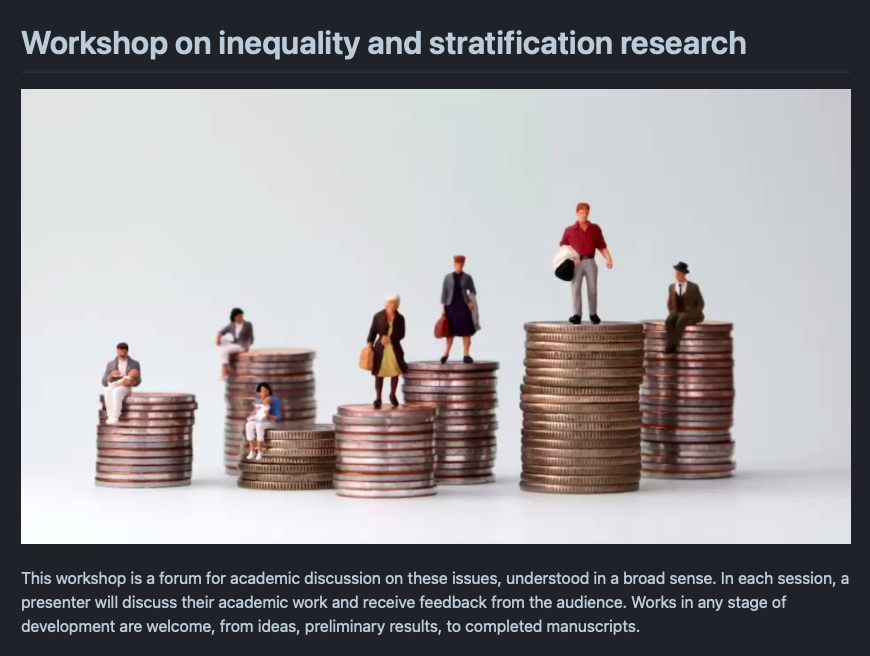 Workshop on inequality and stratification research
This workshop is a forum for academic discussion on these issues, understood in a broad sense. In each session, a
presenter will discuss their academic work and receive feedback from the audience. Works in any stage of
development are welcome, from ideas, preliminary results, to completed manuscripts.